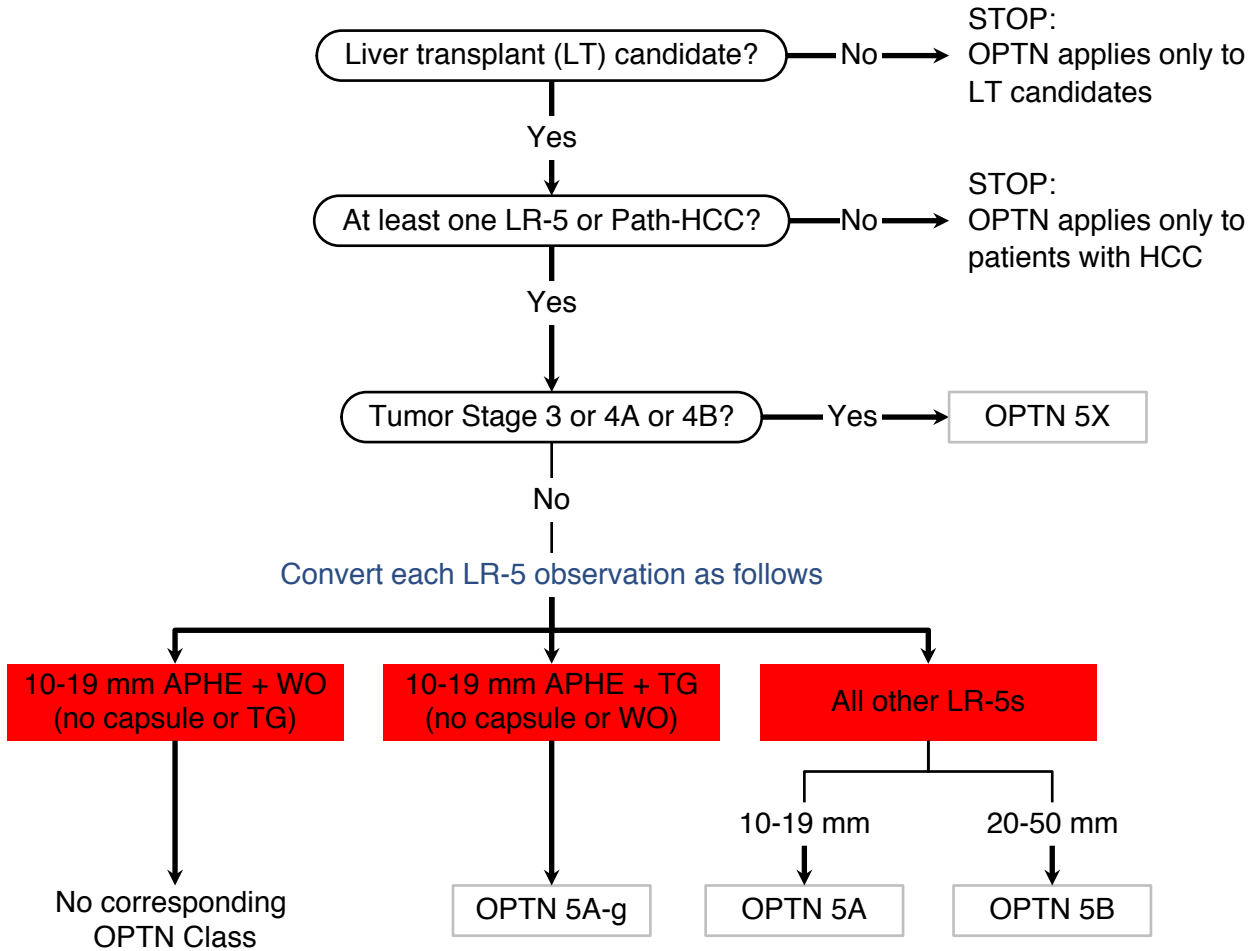 Liver transplant (LT) candidate?
No
STOP:
OPTN applies only to
LT candidates
Yes
At least one LR-5 or Path-HCC?
No
STOP:
OPTN applies only to
patients with HCC
Yes
Tumor Stage 3 or 4A or 4B?
Yes
OPTN 5X
No
Convert each LR-5 observation as follows
10-19 mm APHE + WO
(no capsule or TG)
10-19 mm APHE + TG
(no capsule or WO)
All other LR-5s
10-19 mm
20-50 mm
No corresponding
OPTN Class
OPTN 5A-g
OPTN 5A
OPTN 5B